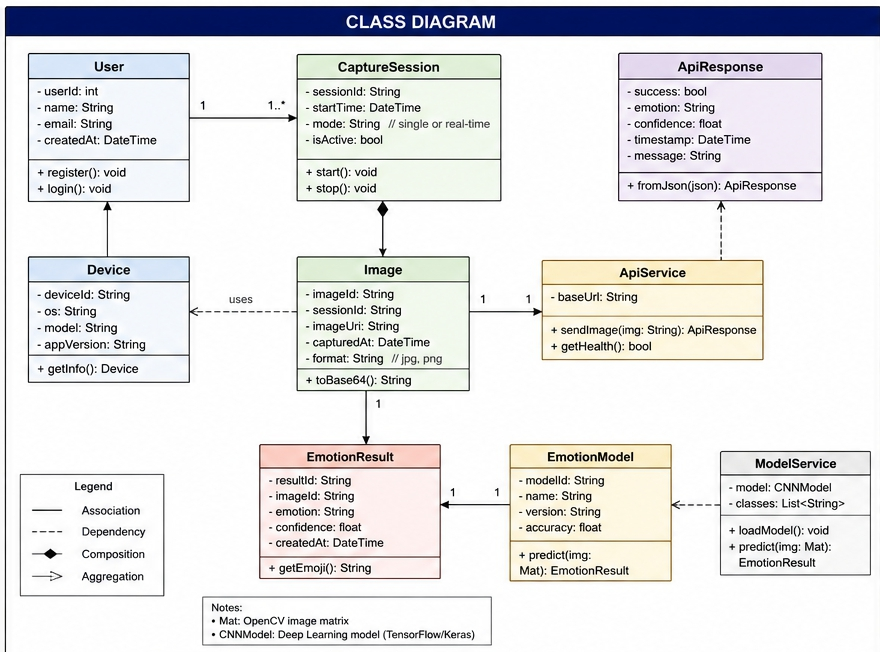 CLASS DIAGRAM
User
- userId: int
- name: String
- email: String
- createdAt: DateTime
+ register(): void
+ login(): void
1
1..*
CaptureSession
- sessionId: String
- startTime: DateTime
- mode: String // single or real-time
- isActive: bool
+ start(): void
+ stop(): void
ApiResponse
- success: bool
- emotion: String
- confidence: float
- timestamp: DateTime
- message: String
+ fromJson(json): ApiResponse
Device
- deviceId: String
- os: String
- model: String
- appVersion: String
+ getInfo(): Device
uses
Image
- imageId: String
- sessionId: String
- imageUri: String
- capturedAt: DateTime
- format: String // jpg, png
+ toBase64(): String
1
1
ApiService
- baseUrl: String
+ sendImage(img: String): ApiResponse
+ getHealth(): bool
1
EmotionResult
- resultId: String
- imageId: String
- emotion: String
- confidence: float
- createdAt: DateTime
+ getEmoji(): String
1
1
EmotionModel
- modelId: String
- name: String
- version: String
- accuracy: float
+ predict(img:
Mat): EmotionResult
ModelService
- model: CNNModel
- classes: List<String>
+ loadModel(): void
+ predict(img: Mat):
EmotionResult
Legend
Association
Dependency
Composition
Aggregation
Notes:
• Mat: OpenCV image matrix
• CNNModel: Deep Learning model (TensorFlow/Keras)